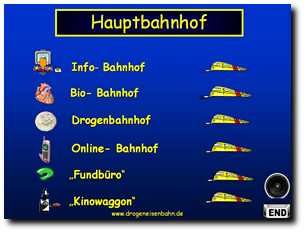 Hauptbahnhof
Info- Bahnhof
Bio- Bahnhof
Drogenbahnhof
Online- Bahnhof
„Fundbüro“
„Kinowaggon“
www.drogeneisenbahn.de
END